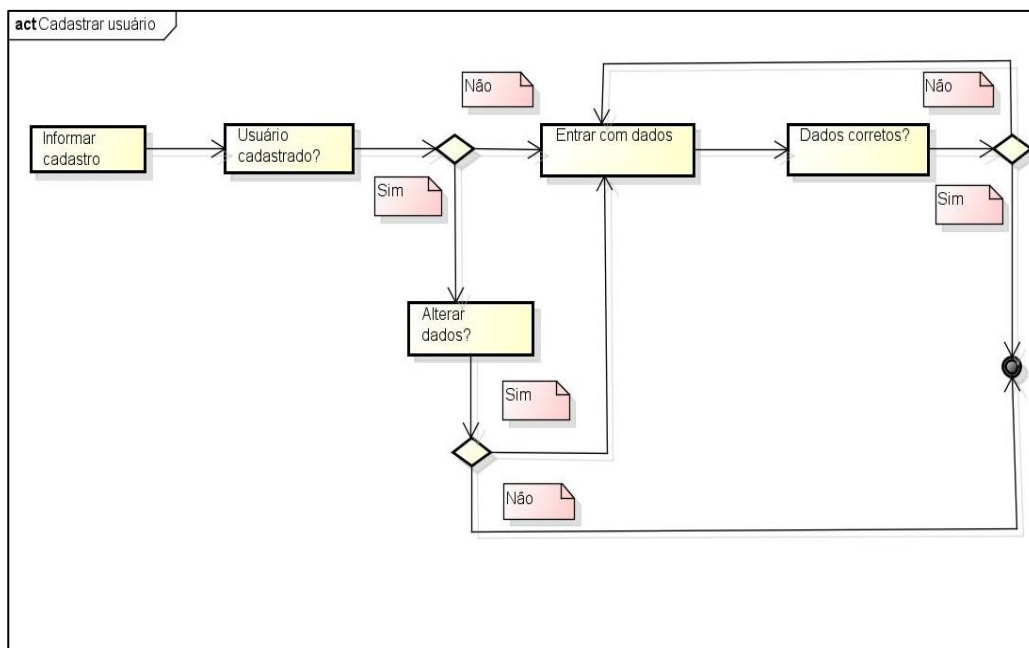 act Cadastrar usuário
Não
Não
Informar
cadastro
Usuário
cadastrado?
Entrar com dados
Dados corretos?
Sim
Sim
Alterar
dados?
Sim
Não